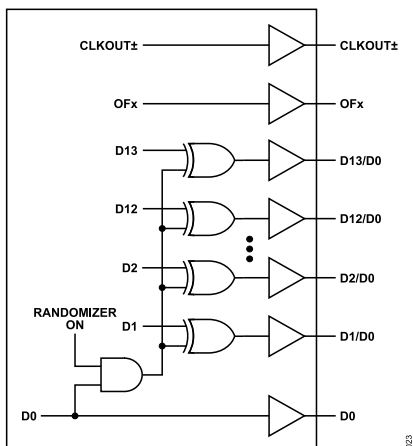 CLKOUT± CLKOUT±
OFx OFx
D13 D13/D0
D12 D12/D0
D2 D2/D0
RANDOMIZER
ON
D1 D1/D0
D0 D0
023